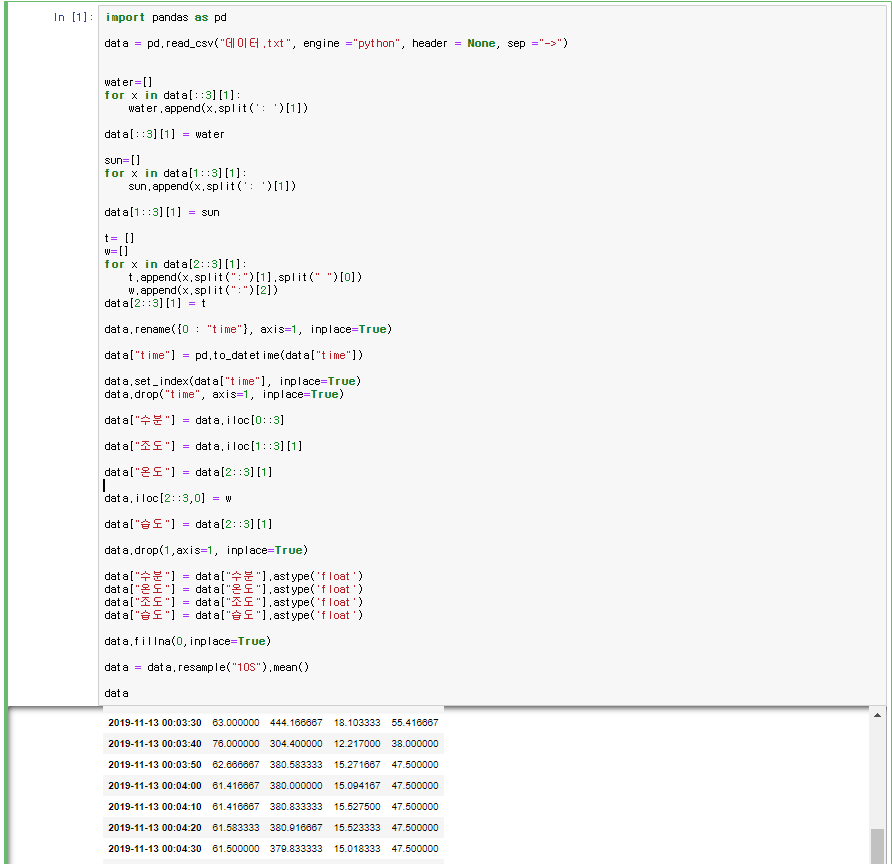 In [1]: import pandas as pd
data = pd.read_csv("데이터.txt", engine ="python", header = None, sep ="->")
water=[]
for x in data[::3][1]:
water.append(x.split(': ')[1])
data[::3][1] = water
sun=[]
for x in data[1::3][1]:
sun.append(x.split(': ')[1])
data[1::3][1] = sun
t= []
w=[]
for x in data[2::3][1]:
t.append(x.split(":")[1].split(" ")[0])
w.append(x.split(":")[2])
data[2::3][1] = t
data.rename({0 : "time"}, axis=1, inplace=True)
data["time"] = pd.to_datetime(data["time"])
data.set_index(data["time"], inplace=True)
data.drop("time", axis=1, inplace=True)
data["수분"] = data.iloc[0::3]
data["조도"] = data.iloc[1::3][1]
data["온도"] = data[2::3][1]
data.iloc[2::3,0] = w
data["습도"] = data[2::3][1]
data.drop(1,axis=1, inplace=True)
data["수분"] = data["수분"].astype('float')
data["온도"] = data["온도"].astype('float')
data["조도"] = data["조도"].astype('float')
data["습도"] = data["습도"].astype('float')
data.fillna(0,inplace=True)
data = data.resample("10S").mean()
data
2019-11-13 00:03:30 63.000000 444.166667 18.103333 55.416667
2019-11-13 00:03:40 76.000000 304.400000 12.217000 38.000000
2019-11-13 00:03:50 62.666667 380.583333 15.271667 47.500000
2019-11-13 00:04:00 61.416667 380.000000 15.094167 47.500000
2019-11-13 00:04:10 61.416667 380.833333 15.527500 47.500000
2019-11-13 00:04:20 61.583333 380.916667 15.523333 47.500000
2019-11-13 00:04:30 61.500000 379.833333 15.018333 47.500000